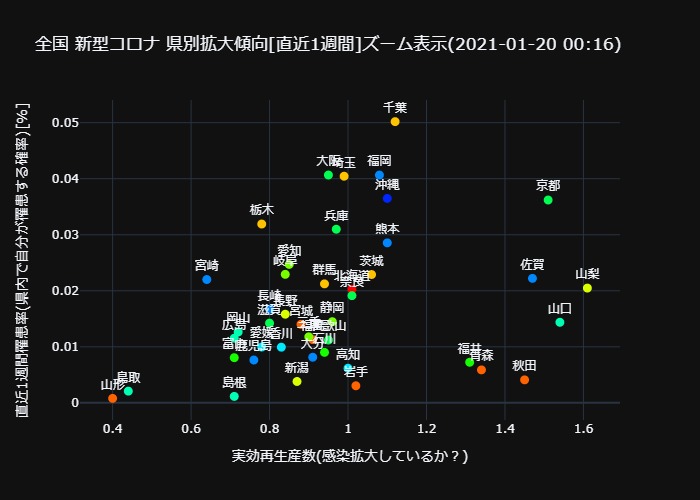 全国 新型コロナ 県別拡大傾向[直近1週間]ズーム表示(2021-01-20 00:16)
直近1週間罹患率(県内で自分が罹患する確率)[%]
0.05
0.04
0.03
0.02
0.01
0
千葉
大阪
埼玉
福岡
沖縄
京都
栃木
兵庫
熊本
愛知
岐阜
宮崎
群馬
茨城
佐賀
北海道
奈良
山梨
長崎
長野
滋賀
宮城
静岡
山口
岡山
広島
愛媛
香川
石川
富山
鹿児島
大分
高知
福井
青森
岩手
秋田
新潟
島根
鳥取
山形
0.4
0.6
0.8
1
1.2
1.4
1.6
実効再生産数(感染拡大しているか？)